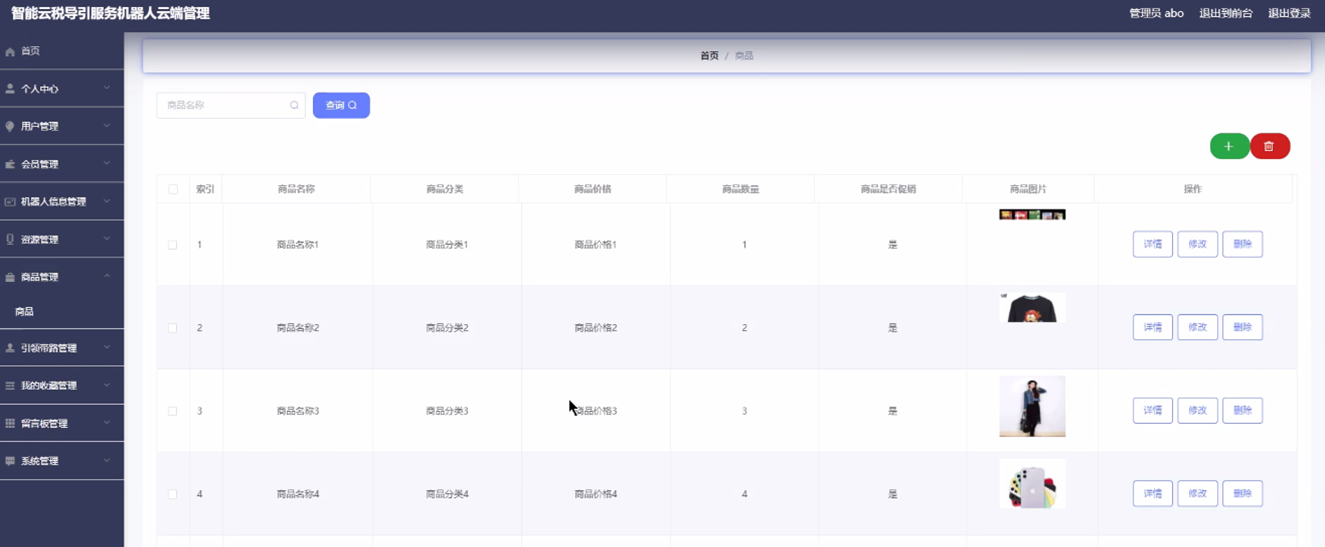 智能云税导引服务机器人云端管理
管理员 abo 退出到前台 退出登录
首页
个人中心
用户管理
会员管理
机器人信息管理
资源管理
商品管理
商品
引领带路管理
我的收藏管理
留言板管理
系统管理
首页 / 商品
商品名称 查询
索引 商品名称 商品分类 商品价格 商品数量 商品是否促销 商品图片 操作
1 商品名称1 商品分类1 商品价格1 1 是 详情 修改 删除
2 商品名称2 商品分类2 商品价格2 2 是 详情 修改 删除
3 商品名称3 商品分类3 商品价格3 3 是 详情 修改 删除
4 商品名称4 商品分类4 商品价格4 4 是 详情 修改 删除